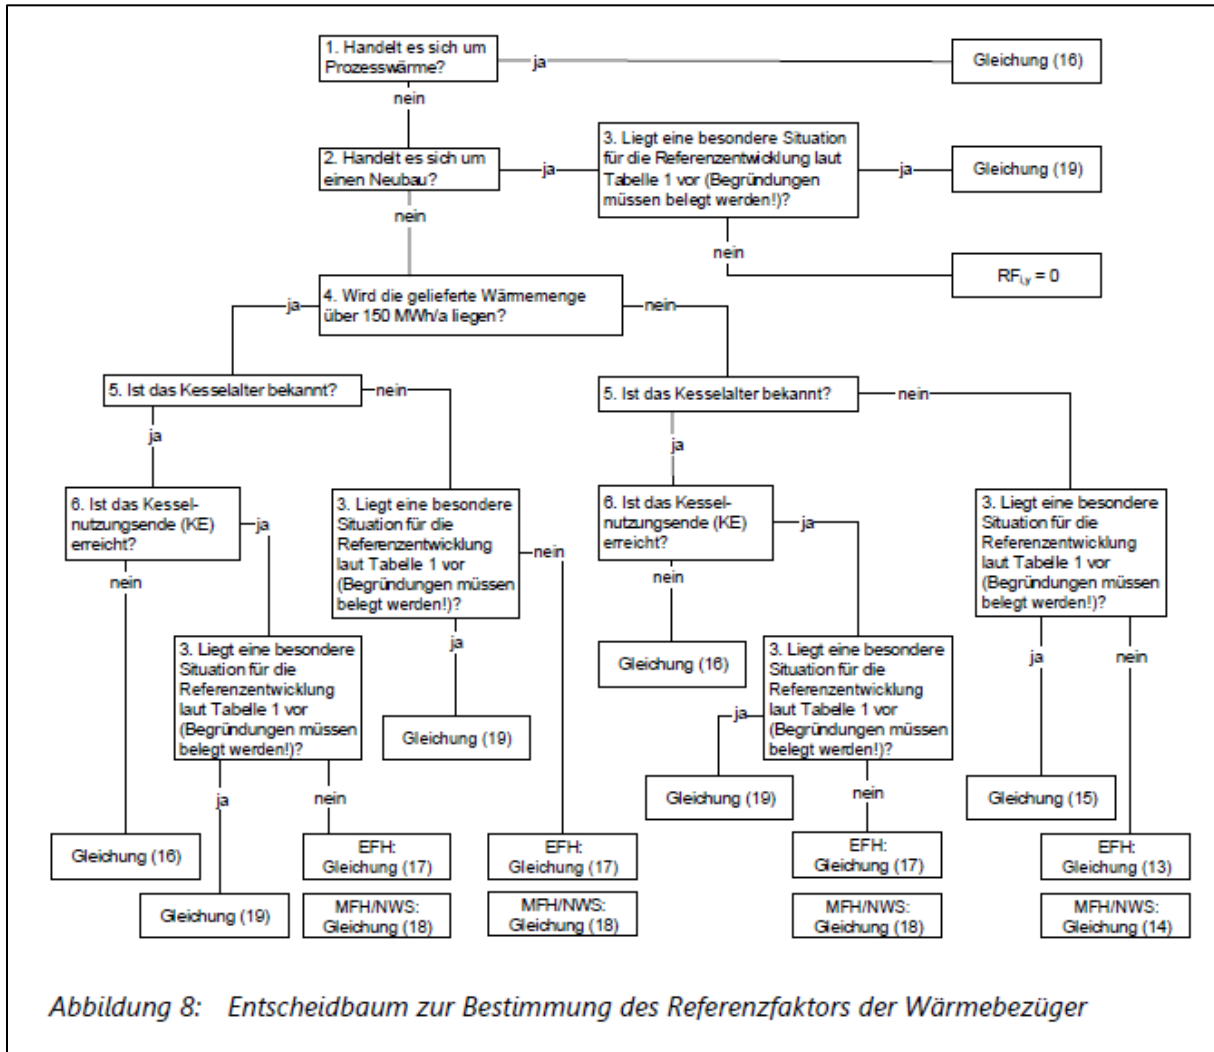 1. Handelt es sich um
Prozesswärme?
ja
Gleichung (16)
nein
2. Handelt es sich um
einen Neubau?
ja
3. Liegt eine besondere Situation
für die Referenzentwicklung laut
Tabelle 1 vor (Begründungen
müssen belegt werden!)?
ja
Gleichung (19)
nein
nein
RFi,y = 0
4. Wird die gelieferte Wärmemenge
über 150 MWh/a liegen?
ja
nein
5. Ist das Kesselalter bekannt?
nein
5. Ist das Kesselalter bekannt?
nein
ja
ja
6. Ist das Kessel-
nutzungsende (KE)
erreicht?
ja
nein
3. Liegt eine besondere
Situation für die
Referenzentwicklung
laut Tabelle 1 vor
(Begründungen müssen
belegt werden!)?
nein
ja
6. Ist das Kessel-
nutzungsende (KE)
erreicht?
ja
nein
3. Liegt eine besondere
Situation für die
Referenzentwicklung
laut Tabelle 1 vor
(Begründungen müssen
belegt werden!)?
ja
nein
3. Liegt eine besondere
Situation für die
Referenzentwicklung
laut Tabelle 1 vor
(Begründungen müssen
belegt werden!)?
ja
nein
Gleichung (19)
Gleichung (16)
3. Liegt eine besondere
Situation für die
Referenzentwicklung
laut Tabelle 1 vor
(Begründungen müssen
belegt werden!)?
ja
nein
Gleichung (19)
Gleichung (15)
Gleichung (16)
Gleichung (19)
EFH:
Gleichung (17)
MFH/NWS:
Gleichung (18)
EFH:
Gleichung (17)
MFH/NWS:
Gleichung (18)
EFH:
Gleichung (17)
MFH/NWS:
Gleichung (18)
EFH:
Gleichung (13)
MFH/NWS:
Gleichung (14)
Abbildung 8: Entscheidbaum zur Bestimmung des Referenzfaktors der Wärmebezüger